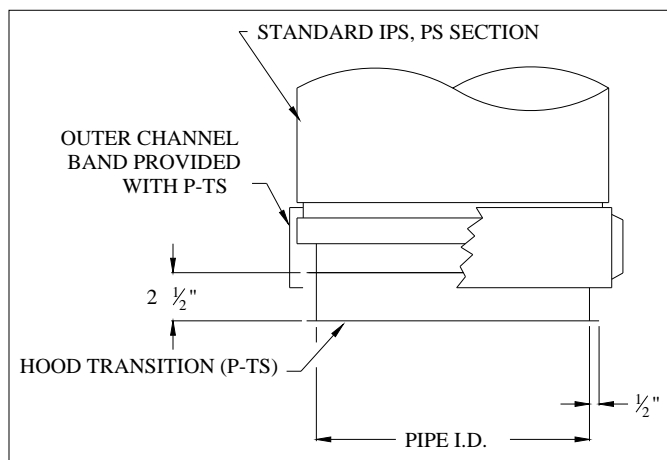 STANDARD IPS, PS SECTION
OUTER CHANNEL
BAND PROVIDED
WITH P-TS
2 ½"
HOOD TRANSITION (P-TS)
½"
PIPE I.D.